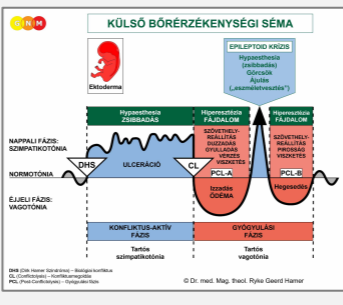 GNM
KÜLSŐ BŐRÉRZÉKENYSÉGI SÉMA
EPILEPTOID KRÍZIS
Hypaesthesia
(zsibbadás)
Görcsök
Ájulás
(„eszméletvesztés”)
Ektoderma
Hypaesthesia
ZSIBBADÁS
Hiperesztézia
FÁJDALOM
Hiperesztézia
FÁJDALOM
NAPPALI FÁZIS:
SZIMPATIKOTÓNIA
SZÖVETHELY-
REÁLLÍTÁS
DUZZADÁS
GYULLADÁS
VÉRZÉS
VISZKETÉS
SZÖVETHELY-
REÁLLÍTÁS
PIROSSÁG
VISZKETÉS
DHS
ULCERÁCIÓ
CL
NORMOTÓNIA
PCL-A
PCL-B
Izzadás
ÖDÉMA
Hegesedés
ÉJJELI FÁZIS:
VAGOTÓNIA
KONFLIKTUS-AKTÍV
FÁZIS
GYÓGYULÁSI
FÁZIS
Tartós
szimpatikotónia
Tartós
vagotónia
DHS (Dirk Hamer Szindróma) – Biológiai konfliktus
CL (Conflictolysis) – Konfliktusmegoldás
PCL (Post-Conflictolysis) – Gyógyulási fázis
© Dr. med. Mag. theol. Ryke Geerd Hamer